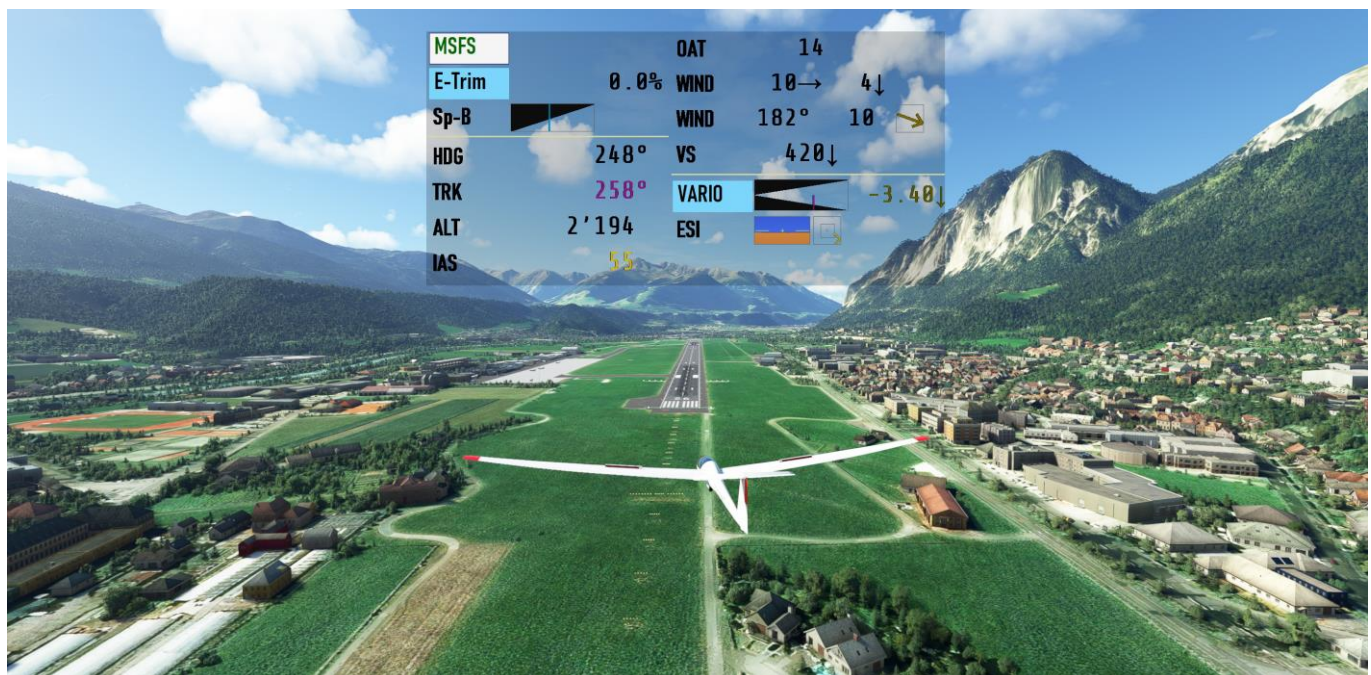 MSFS
E-Trim 0.0%
Sp-B
HDG 248°
TRK 258°
ALT 2’194
IAS 55
OAT 14
WIND 10→ 4↓
WIND 182° 10
VS 420↓
VARIO -3.40↓
ESI